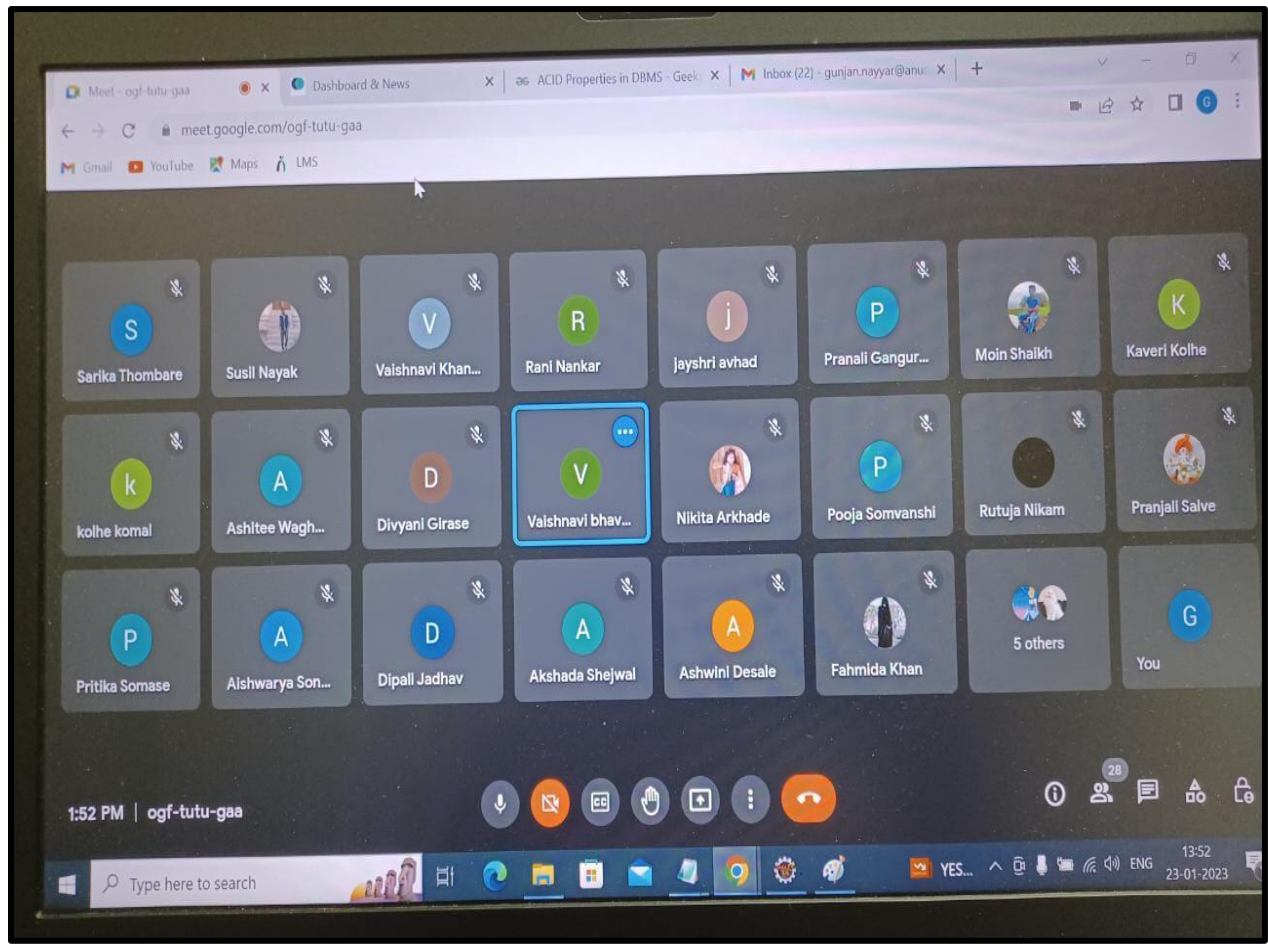 Meet - ogf-tutu-gaa
Dashboard & News
ACID Properties in DBMS - Geek
Inbox (22) - gunjan.nayyar@anu
meet.google.com/ogf-tutu-gaa
G
Gmail YouTube Maps LMS
S R V j P K
Sarika Thombare
Susil Nayak
Vaishnavi Khan...
Rani Nankar
jayshri avhad
Pranali Gangur...
Moin Shaikh
Kaveri Kolhe
k A D V P
kolhe komal
Ashitee Wagh...
Divyani Girase
Vaishnavi bhav...
Nikita Arkhade
Pooja Somvanshi
Rutuja Nikam
Pranjali Salve
P A D A A G
Pritika Somase
Aishwarya Son...
Dipali Jadhav
Akshada Shejwal
Ashwini Desale
Fahmida Khan
5 others
You
1:52 PM | ogf-tutu-gaa
CC
28
Type here to search
YES...
ENG
13:52
23-01-2023